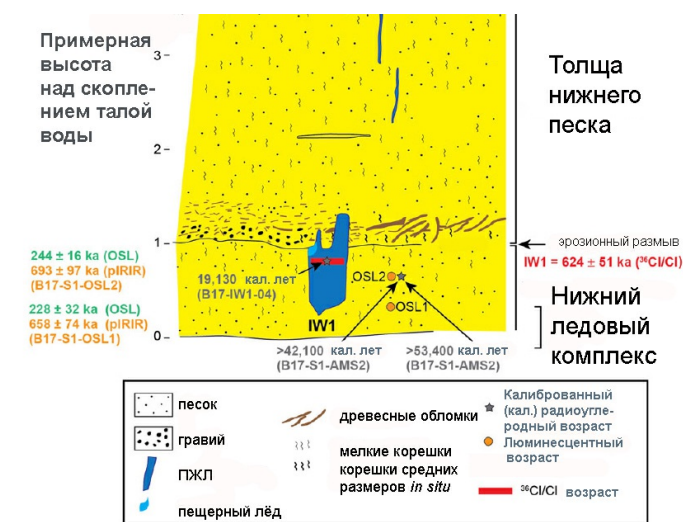 Примерная
высота
над скопле-
нием талой
воды
3
2
1
0
Толща
нижнего
песка
эрозионный размыв
IW1 = 624 ± 51 ka (³⁶Cl/Cl)
244 ± 16 ka (OSL)
693 ± 97 ka (pIRIR)
(B17-S1-OSL2)
228 ± 32 ka (OSL)
658 ± 74 ka (pIRIR)
(B17-S1-OSL1)
19,130 кал. лет
(B17-IW1-04)
OSL2
OSL1
IW1
Нижний
ледовый
комплекс
>42,100 кал. лет
(B17-S1-AMS2)
>53,400 кал. лет
(B17-S1-AMS2)
песок
гравий
ПЖЛ
пещерный лёд
древесные обломки
мелкие корешки
корешки средних
размеров in situ
Калиброванный
(кал.) радиоугле-
родный возраст
Люминесцентный
возраст
³⁶Cl/Cl возраст